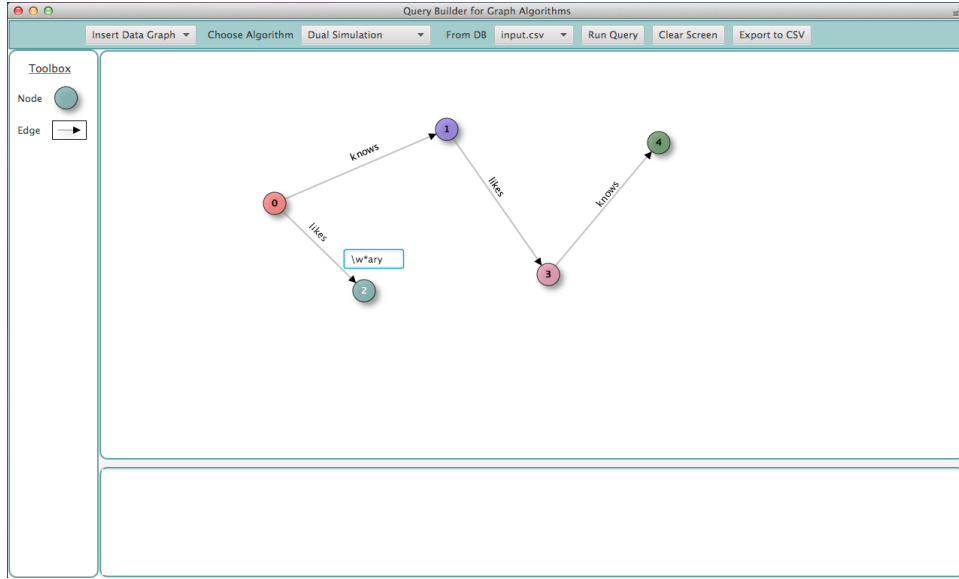 Query Builder for Graph Algorithms
Insert Data Graph Choose Algorithm Dual Simulation From DB input.csv Run Query Clear Screen Export to CSV
Toolbox
Node
Edge
1
4
knows
likes
knows
0
likes
\w*ary
3
2